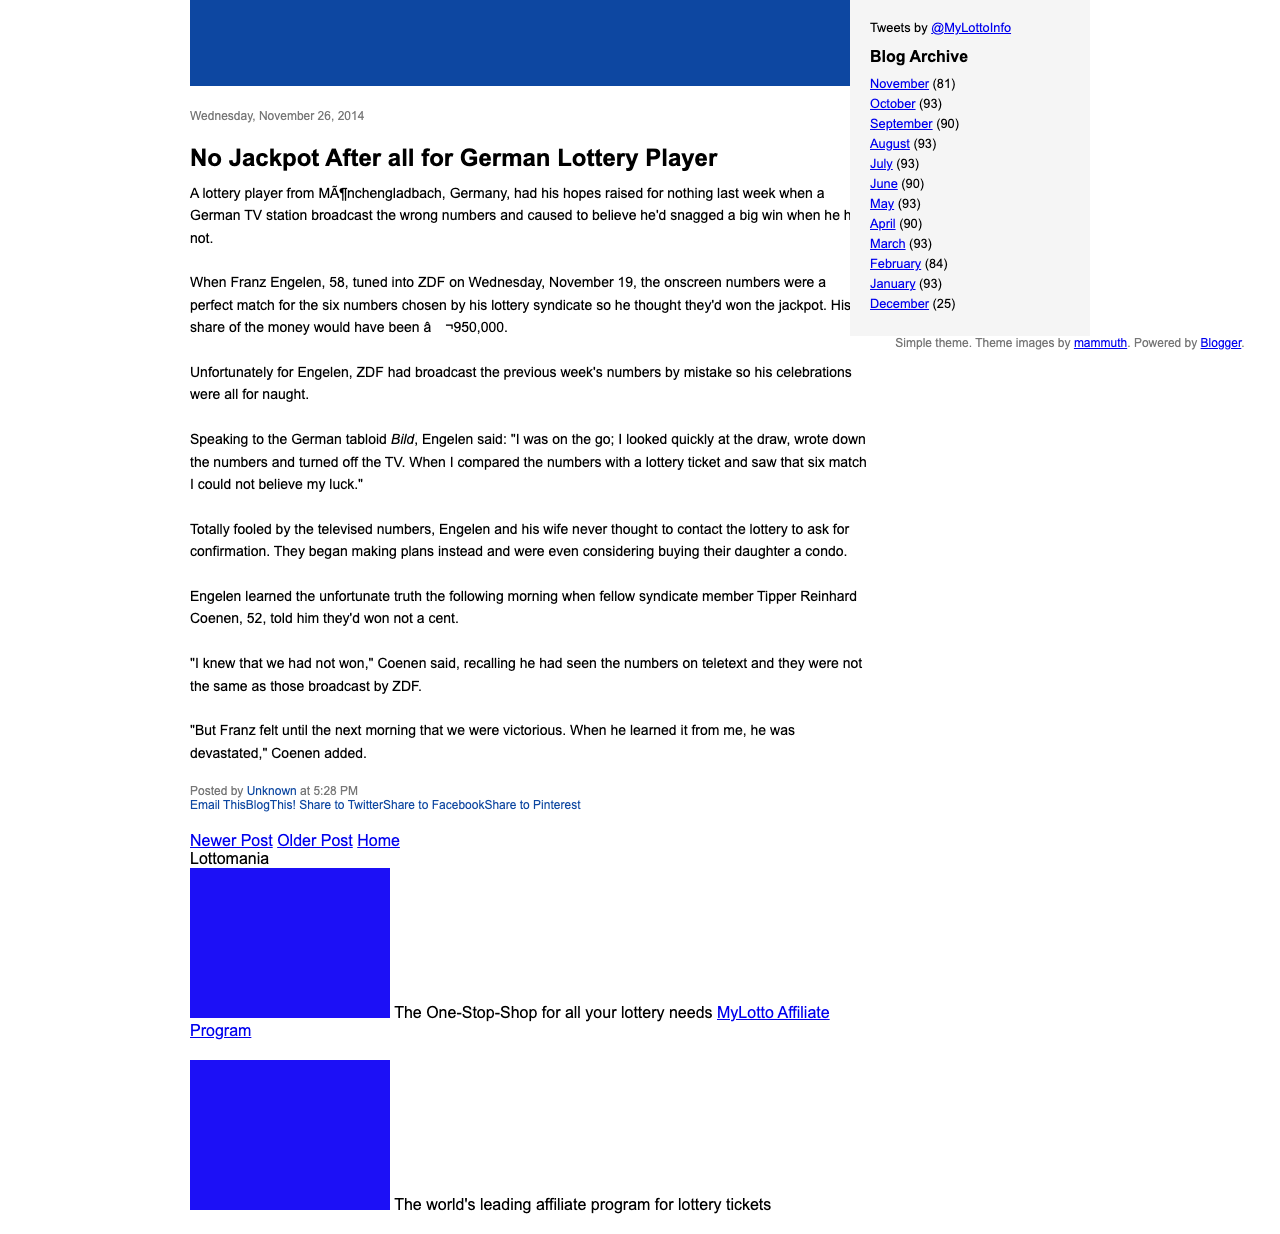 Wednesday, November 26, 2014
No Jackpot After all for German Lottery Player
A lottery player from MÃ¶nchengladbach, Germany, had his hopes raised for nothing last week when a
German TV station broadcast the wrong numbers and caused to believe he'd snagged a big win when he h
not.
When Franz Engelen, 58, tuned into ZDF on Wednesday, November 19, the onscreen numbers were a
perfect match for the six numbers chosen by his lottery syndicate so he thought they'd won the jackpot. His
share of the money would have been â ¬950,000.
Unfortunately for Engelen, ZDF had broadcast the previous week's numbers by mistake so his celebrations
were all for naught.
Speaking to the German tabloid Bild, Engelen said: "I was on the go; I looked quickly at the draw, wrote down
the numbers and turned off the TV. When I compared the numbers with a lottery ticket and saw that six match
I could not believe my luck."
Totally fooled by the televised numbers, Engelen and his wife never thought to contact the lottery to ask for
confirmation. They began making plans instead and were even considering buying their daughter a condo.
Engelen learned the unfortunate truth the following morning when fellow syndicate member Tipper Reinhard
Coenen, 52, told him they'd won not a cent.
"I knew that we had not won," Coenen said, recalling he had seen the numbers on teletext and they were not
the same as those broadcast by ZDF.
"But Franz felt until the next morning that we were victorious. When he learned it from me, he was
devastated," Coenen added.
Posted by Unknown at 5:28 PM
Email ThisBlogThis! Share to TwitterShare to FacebookShare to Pinterest
Newer Post Older Post Home
Lottomania
The One-Stop-Shop for all your lottery needs MyLotto Affiliate
Program
The world's leading affiliate program for lottery tickets
Tweets by @MyLottoInfo
Blog Archive
November (81)
October (93)
September (90)
August (93)
July (93)
June (90)
May (93)
April (90)
March (93)
February (84)
January (93)
December (25)
Simple theme. Theme images by mammuth. Powered by Blogger.